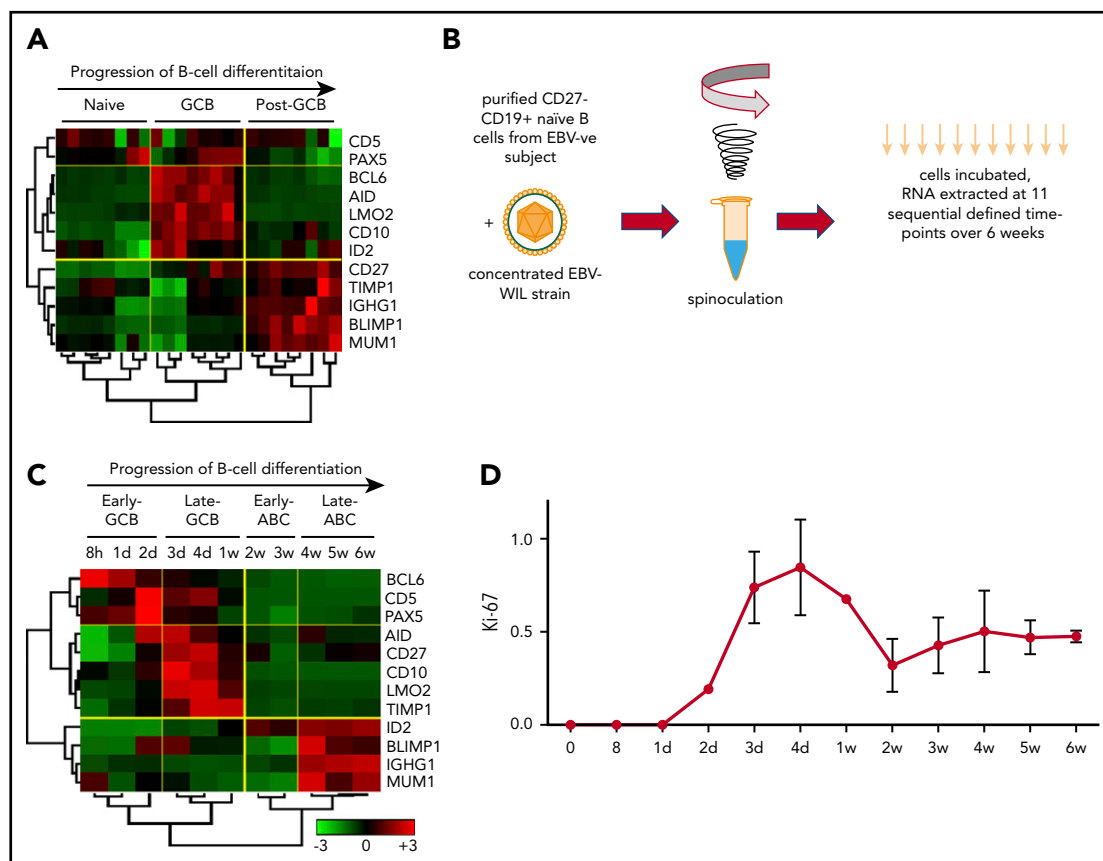 A
Progression of B-cell differentitaion
Naive GCB Post-GCB
CD5
PAX5
BCL6
AID
LMO2
CD10
ID2
CD27
TIMP1
IGHG1
BLIMP1
MUM1
B
purified CD27-
CD19+ naïve B
cells from EBV-ve
subject
+
concentrated EBV-
WIL strain
spinoculation
cells incubated,
RNA extracted at 11
sequential defined time-
points over 6 weeks
C
Progression of B-cell differentiation
Early- Late- Early- Late-
GCB GCB ABC ABC
8h 1d 2d 3d 4d 1w 2w 3w 4w 5w 6w
BCL6
CD5
PAX5
AID
CD27
CD10
LMO2
TIMP1
ID2
BLIMP1
IGHG1
MUM1
-3 0 +3
D
Ki-67
1.0
0.5
0.0
0 8 1d 2d 3d 4d 1w 2w 3w 4w 5w 6w